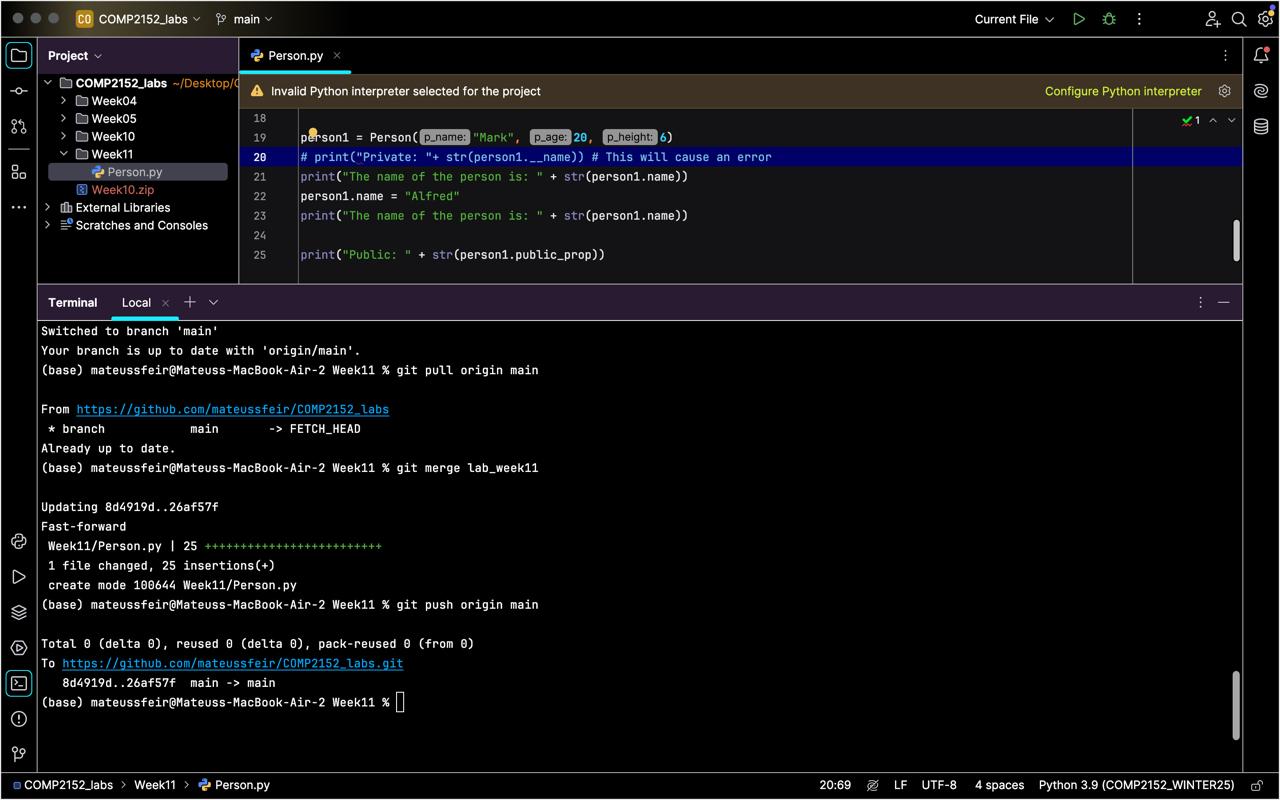 CO COMP2152_labs main Current File
Project
Person.py
COMP2152_labs ~/Desktop/
Week04
Week05
Week10
Week11
Person.py
Week10.zip
External Libraries
Scratches and Consoles
Invalid Python interpreter selected for the project Configure Python interpreter
1
18
19 person1 = Person( p_name: "Mark", p_age: 20, p_height: 6)
20 # print("Private: "+ str(person1.__name)) # This will cause an error
21 print("The name of the person is: " + str(person1.name))
22 person1.name = "Alfred"
23 print("The name of the person is: " + str(person1.name))
24
25 print("Public: " + str(person1.public_prop))
Terminal Local
Switched to branch 'main'
Your branch is up to date with 'origin/main'.
(base) mateussfeir@Mateuss-MacBook-Air-2 Week11 % git pull origin main
From https://github.com/mateussfeir/COMP2152_labs
* branch main -> FETCH_HEAD
Already up to date.
(base) mateussfeir@Mateuss-MacBook-Air-2 Week11 % git merge lab_week11
Updating 8d4919d..26af57f
Fast-forward
Week11/Person.py | 25 +++++++++++++++++++++++++
1 file changed, 25 insertions(+)
create mode 100644 Week11/Person.py
(base) mateussfeir@Mateuss-MacBook-Air-2 Week11 % git push origin main
Total 0 (delta 0), reused 0 (delta 0), pack-reused 0 (from 0)
To https://github.com/mateussfeir/COMP2152_labs.git
8d4919d..26af57f main -> main
(base) mateussfeir@Mateuss-MacBook-Air-2 Week11 %
COMP2152_labs > Week11 > Person.py 20:69 LF UTF-8 4 spaces Python 3.9 (COMP2152_WINTER25)